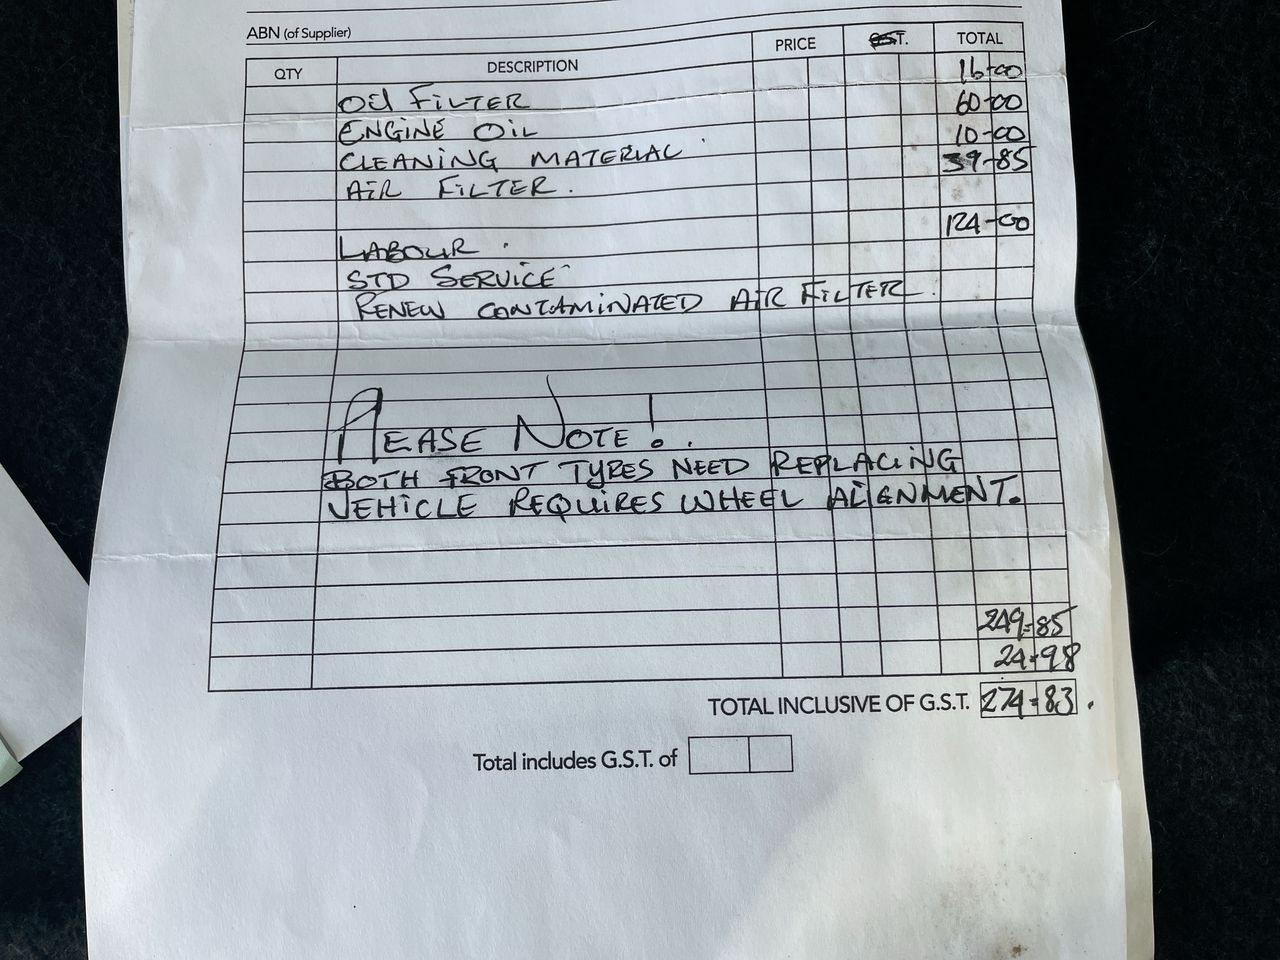 ABN (of Supplier)
QTY DESCRIPTION PRICE G.S.T. TOTAL
OIL FILTER 16-00
ENGINE OIL 60-00
CLEANING MATERIAL. 10-00
AIR FILTER. 39-85
LABOUR. 124-00
STD SERVICE
RENEW CONTAMINATED AIR FILTER.
PLEASE NOTE!.
BOTH FRONT TYRES NEED REPLACING
VEHICLE REQUIRES WHEEL ALIGNMENT.
249=85
24=98
TOTAL INCLUSIVE OF G.S.T. 274=83.
Total includes G.S.T. of